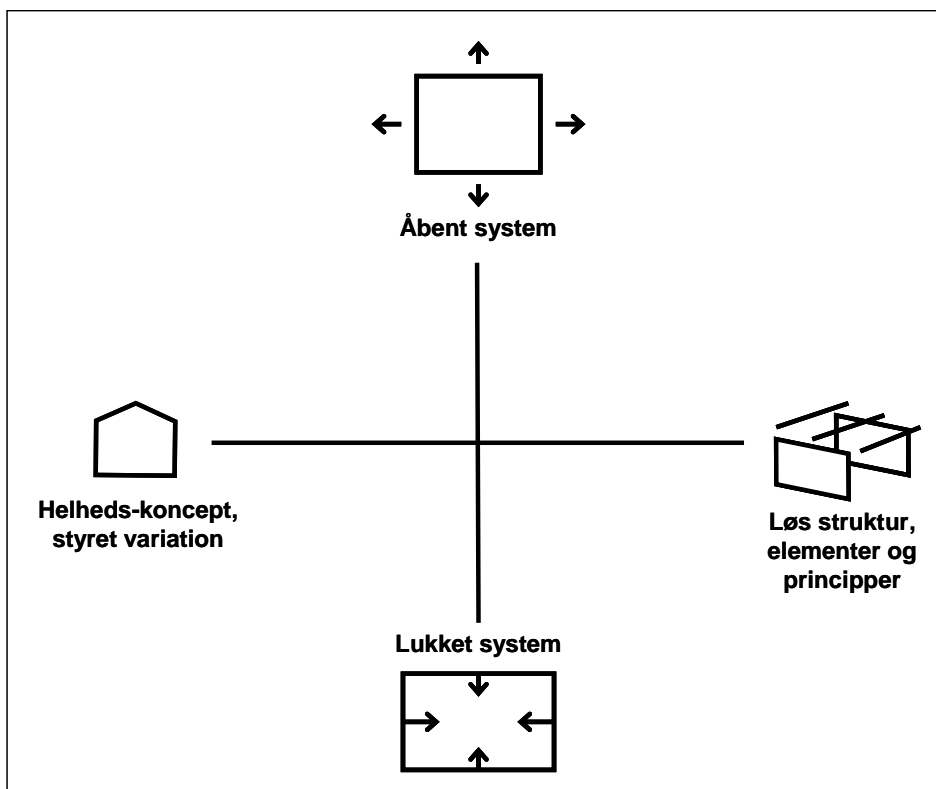 Åbent system
Helheds-koncept,
styret variation
Løs struktur,
elementer og
principper
Lukket system